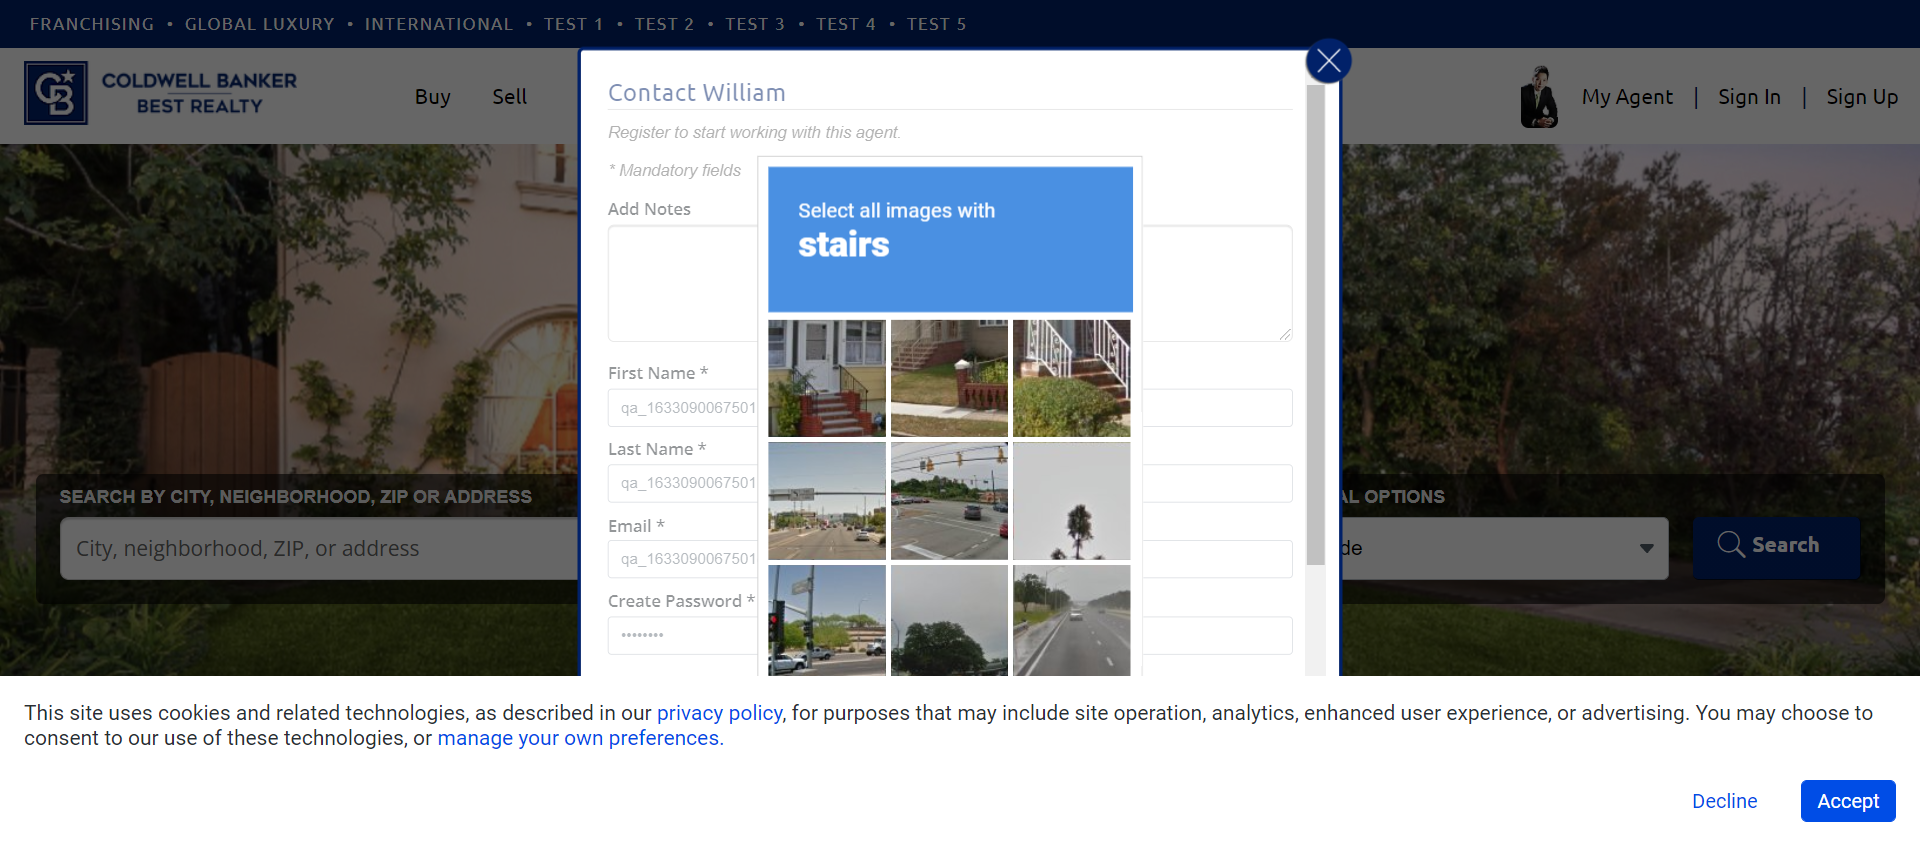 FRANCHISING • GLOBAL LUXURY • INTERNATIONAL • TEST 1 • TEST 2 • TEST 3 • TEST 4 • TEST 5
CB
COLDWELL BANKER
BEST REALTY
Buy
Sell
My Agent | Sign In | Sign Up
Contact William
Register to start working with this agent.
* Mandatory fields
Add Notes
Select all images with
stairs
First Name *
qa_1633090067501
Last Name *
qa_1633090067501
Email *
qa_1633090067501
Create Password *
••••••••
SEARCH BY CITY, NEIGHBORHOOD, ZIP OR ADDRESS
City, neighborhood, ZIP, or address
AL OPTIONS
de
Search
This site uses cookies and related technologies, as described in our privacy policy, for purposes that may include site operation, analytics, enhanced user experience, or advertising. You may choose to
consent to our use of these technologies, or manage your own preferences.
Decline
Accept